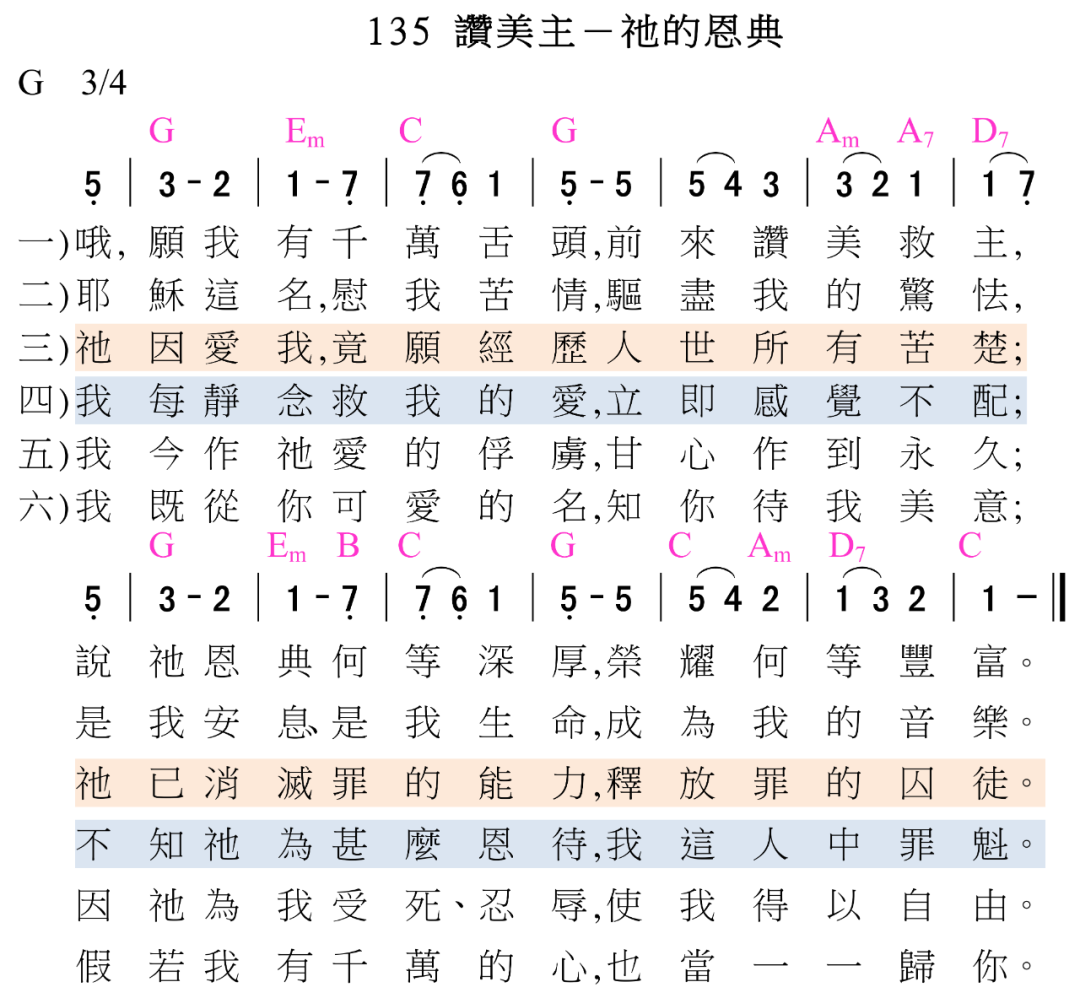 135 讚美主－祂的恩典
G 3/4
G Em C G Am A7 D7
5̣ | 3 - 2 | 1 - 7̣ | 7̣ 6̣ 1 | 5̣ - 5 | 5 4 3 | 3 2 1 | 1 7̣
一)哦,願我有千萬舌頭,前來讚美救主,
二)耶穌這名,慰我苦情,驅盡我的驚怯,
三)祂因愛我,竟願經歷人世所有苦楚;
四)我每靜念救我的愛,立即感覺不配;
五)我今作祂愛的俘虜,甘心作到永久;
六)我既從你可愛的名,知你待我美意;
G Em B C G C Am D7 C
5̣ | 3 - 2 | 1 - 7̣ | 7̣ 6̣ 1 | 5̣ - 5 | 5 4 2 | 1 3 2 | 1 – ‖
說祂恩典何等深厚,榮耀何等豐富。
是我安息、是我生命,成為我的音樂。
祂已消滅罪的能力,釋放罪的囚徒。
不知祂為甚麼恩待,我這人中罪魁。
因祂為我受死、忍辱,使我得以自由。
假若我有千萬的心,也當一一歸你。